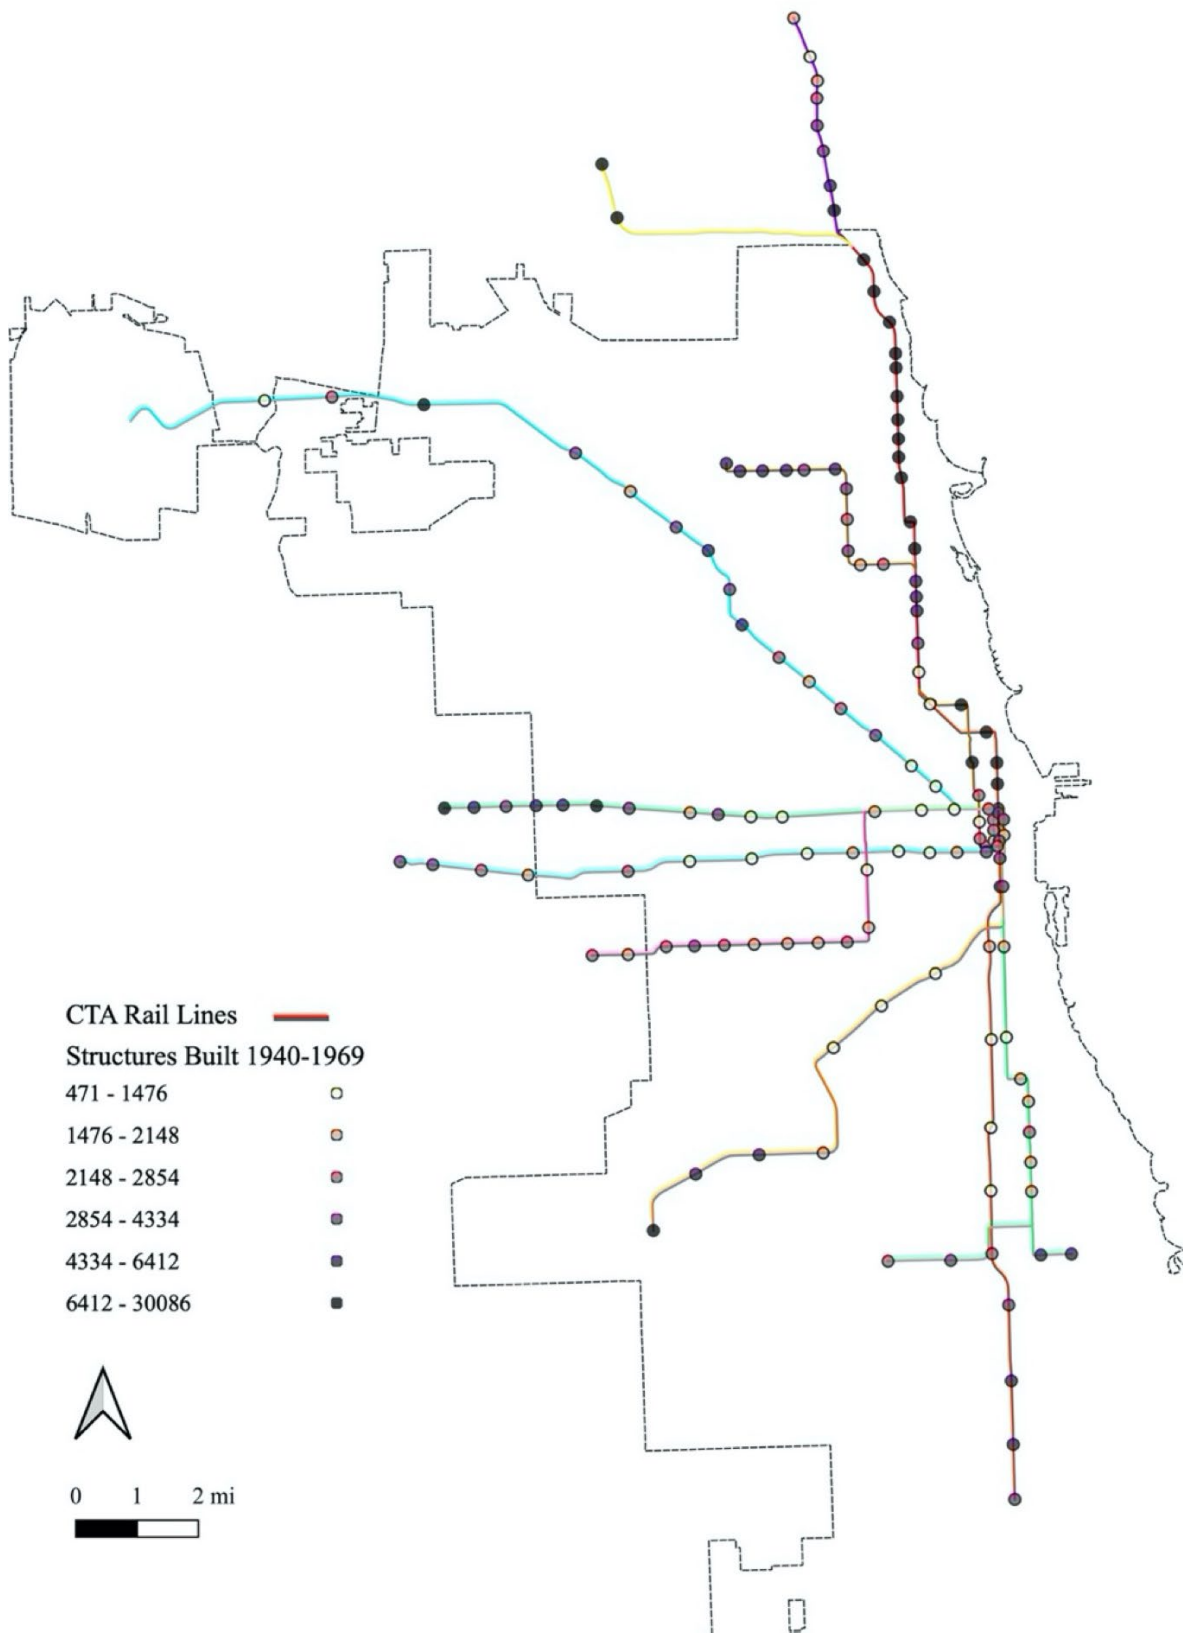 CTA Rail Lines
Structures Built 1940-1969
471 - 1476
1476 - 2148
2148 - 2854
2854 - 4334
4334 - 6412
6412 - 30086
0 1 2 mi